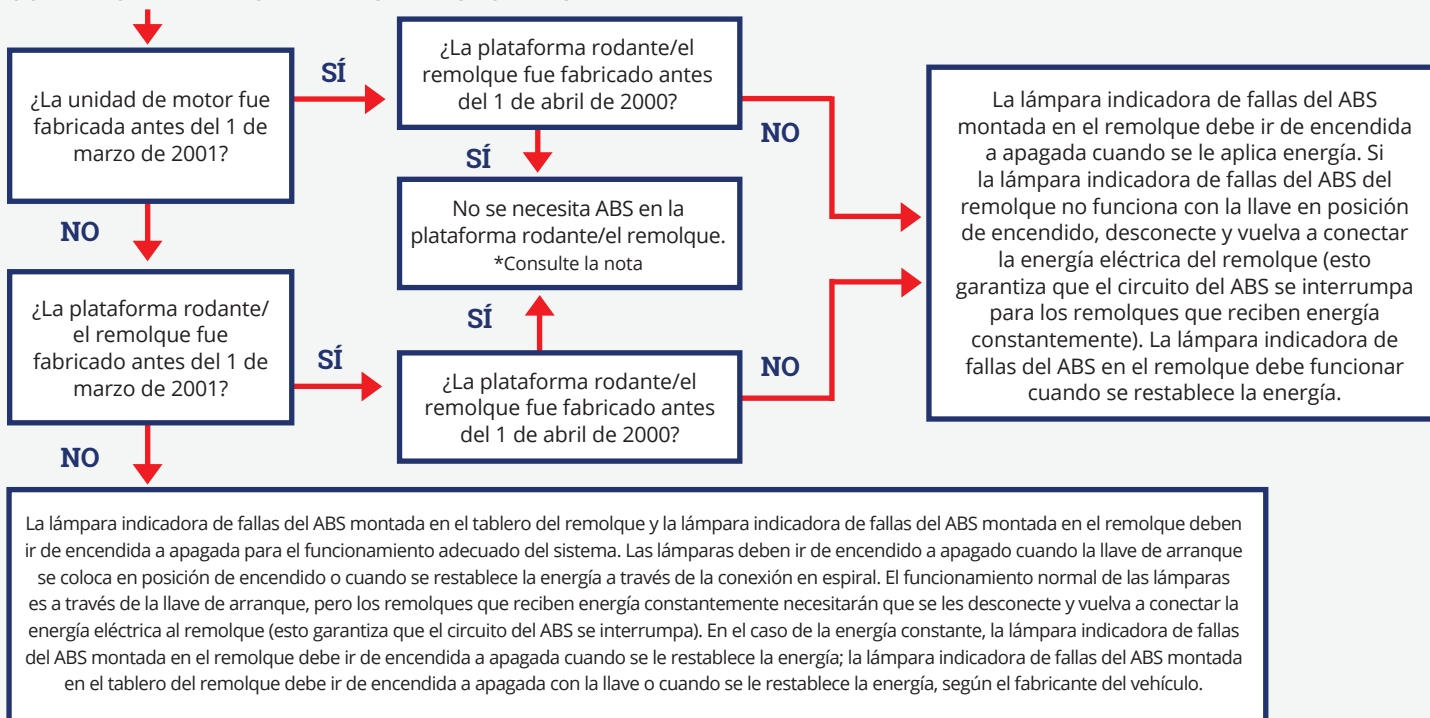 ¿La unidad de motor fue
fabricada antes del 1 de
marzo de 2001?
SÍ
¿La plataforma rodante/el
remolque fue fabricado antes
del 1 de abril de 2000?
NO
SÍ
No se necesita ABS en la
plataforma rodante/el remolque.
*Consulte la nota
NO
¿La plataforma rodante/
el remolque fue
fabricado antes del 1 de
marzo de 2001?
SÍ
SÍ
¿La plataforma rodante/el
remolque fue fabricado antes
del 1 de abril de 2000?
NO
La lámpara indicadora de fallas del ABS
montada en el remolque debe ir de encendida
a apagada cuando se le aplica energía. Si
la lámpara indicadora de fallas del ABS del
remolque no funciona con la llave en posición
de encendido, desconecte y vuelva a conectar
la energía eléctrica del remolque (esto
garantiza que el circuito del ABS se interrumpa
para los remolques que reciben energía
constantemente). La lámpara indicadora de
fallas del ABS en el remolque debe funcionar
cuando se restablece la energía.
NO
La lámpara indicadora de fallas del ABS montada en el tablero del remolque y la lámpara indicadora de fallas del ABS montada en el remolque deben
ir de encendida a apagada para el funcionamiento adecuado del sistema. Las lámparas deben ir de encendido a apagado cuando la llave de arranque
se coloca en posición de encendido o cuando se restablece la energía a través de la conexión en espiral. El funcionamiento normal de las lámparas
es a través de la llave de arranque, pero los remolques que reciben energía constantemente necesitarán que se les desconecte y vuelva a conectar la
energía eléctrica al remolque (esto garantiza que el circuito del ABS se interrumpa). En el caso de la energía constante, la lámpara indicadora de fallas
del ABS montada en el remolque debe ir de encendida a apagada cuando se le restablece la energía; la lámpara indicadora de fallas del ABS montada
en el tablero del remolque debe ir de encendida a apagada con la llave o cuando se le restablece la energía, según el fabricante del vehículo.